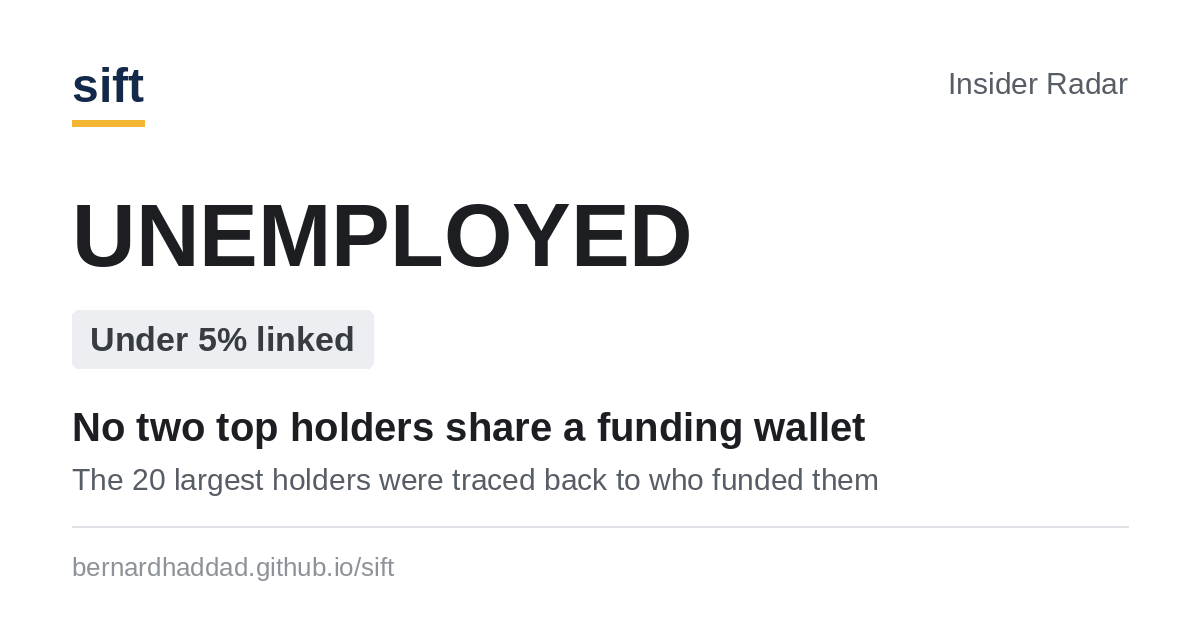 sift
Insider Radar
UNEMPLOYED
Under 5% linked
No two top holders share a funding wallet
The 20 largest holders were traced back to who funded them
bernardhaddad.github.io/sift